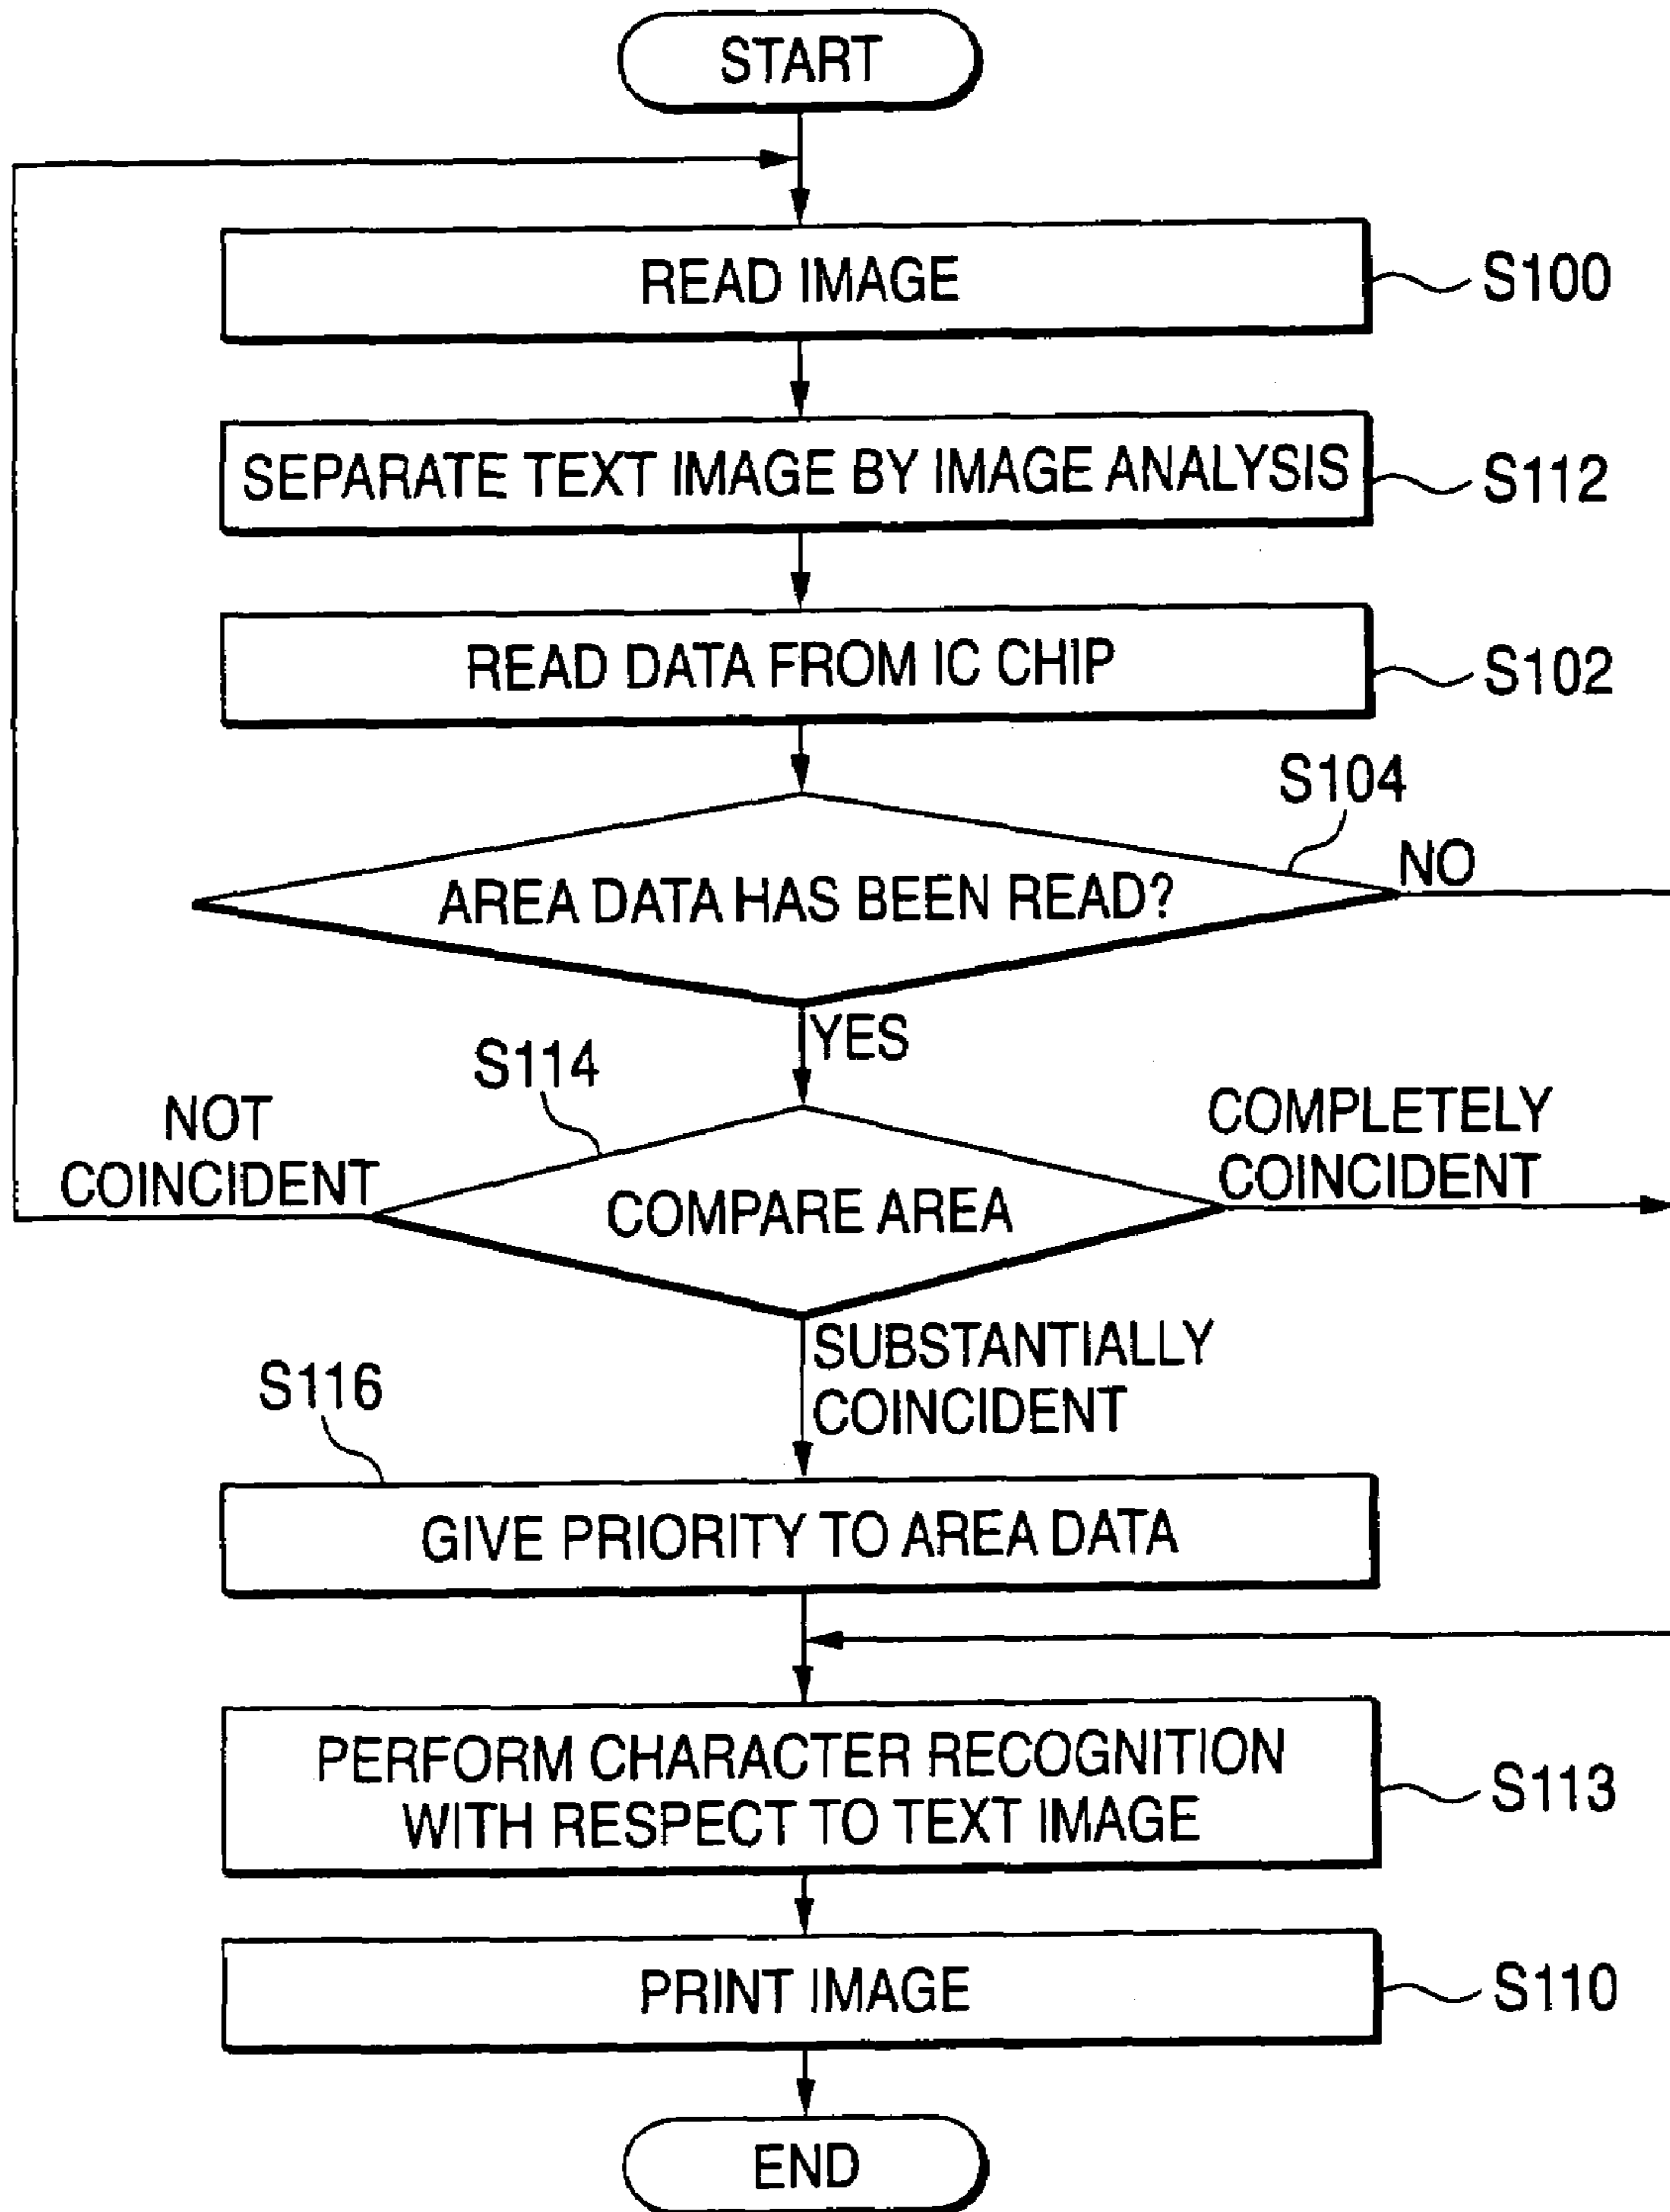 START
READ IMAGE
S100
SEPARATE TEXT IMAGE BY IMAGE ANALYSIS
S112
READ DATA FROM IC CHIP
S102
S104
AREA DATA HAS BEEN READ?
NO
YES
S114
NOT
COINCIDENT
COMPARE AREA
COMPLETELY
COINCIDENT
SUBSTANTIALLY
COINCIDENT
S116
GIVE PRIORITY TO AREA DATA
PERFORM CHARACTER RECOGNITION
WITH RESPECT TO TEXT IMAGE
S113
PRINT IMAGE
S110
END